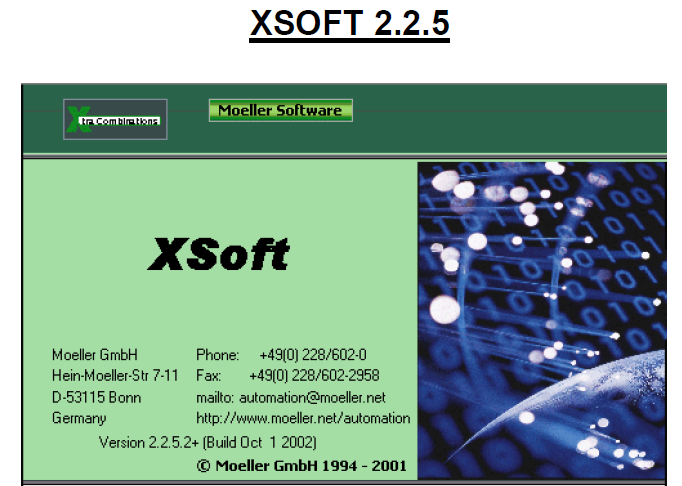 XSOFT 2.2.5
Xtra Combinations
Moeller Software
XSoft
Moeller GmbH Phone: +49(0) 228/602-0
Hein-Moeller-Str 7-11 Fax: +49(0) 228/602-2958
D-53115 Bonn mailto: automation@moeller.net
Germany http://www.moeller.net/automation
Version 2.2.5.2+ (Build Oct 1 2002)
© Moeller GmbH 1994 - 2001